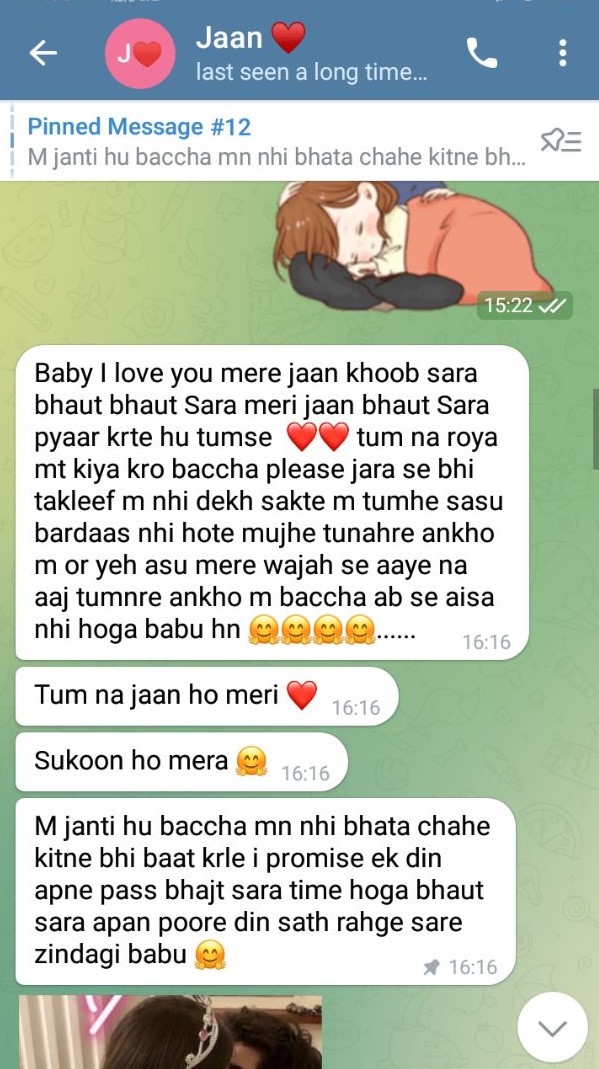 J❤️
Jaan ❤️
last seen a long time...
Pinned Message #12
M janti hu baccha mn nhi bhata chahe kitne bh...
15:22
Baby I love you mere jaan khoob sara
bhaut bhaut Sara meri jaan bhaut Sara
pyaar krte hu tumse ❤️❤️ tum na roya
mt kiya kro baccha please jara se bhi
takleef m nhi dekh sakte m tumhe sasu
bardaas nhi hote mujhe tunahre ankho
m or yeh asu mere wajah se aaye na
aaj tumnre ankho m baccha ab se aisa
nhi hoga babu hn 🤗🤗🤗🤗......
16:16
Tum na jaan ho meri ❤️
16:16
Sukoon ho mera 🤗
16:16
M janti hu baccha mn nhi bhata chahe
kitne bhi baat krle i promise ek din
apne pass bhajt sara time hoga bhaut
sara apan poore din sath rahge sare
zindagi babu 🤗
16:16